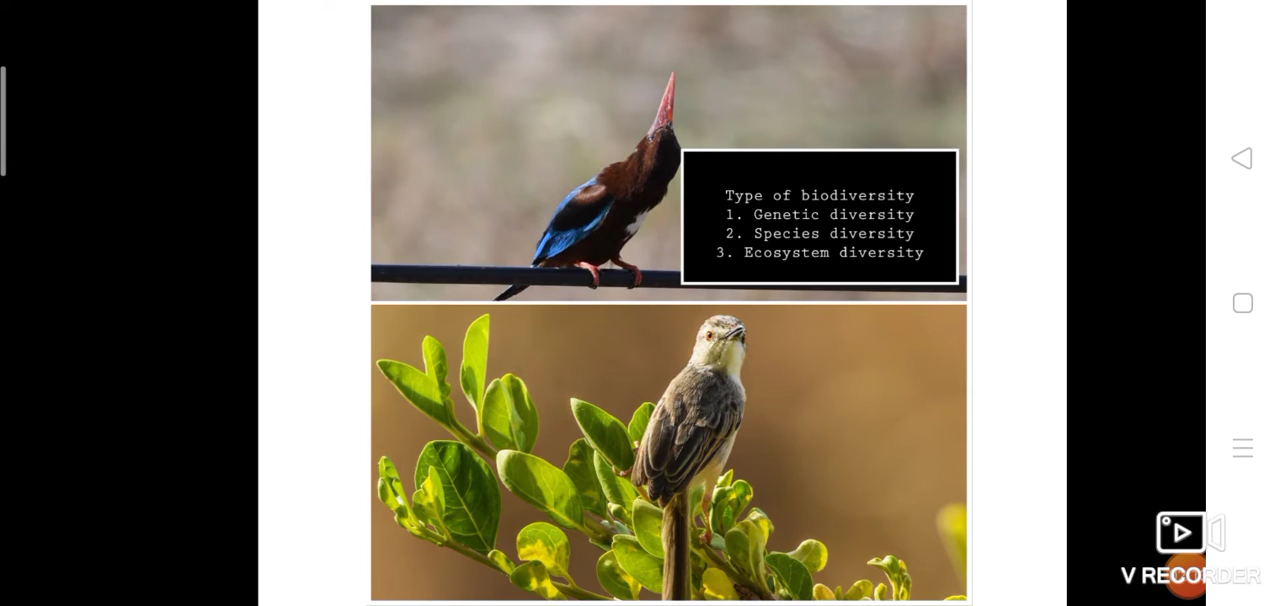 Type of biodiversity
1. Genetic diversity
2. Species diversity
3. Ecosystem diversity
V RECORDER